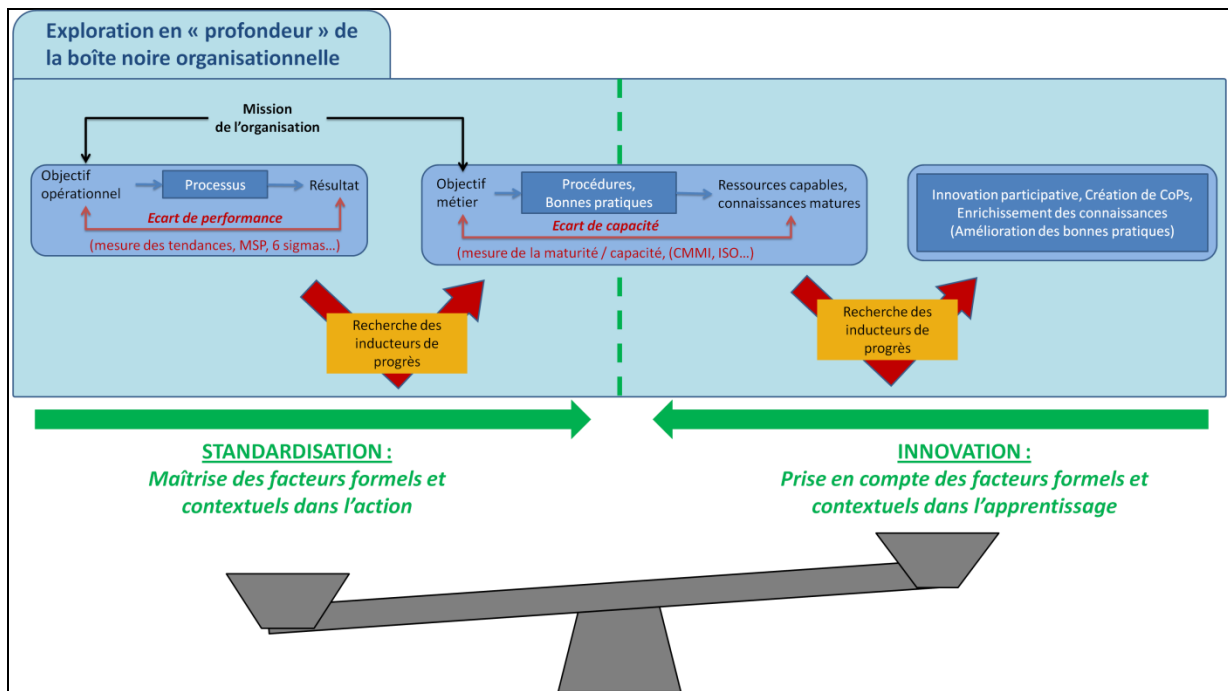 Exploration en « profondeur » de
la boîte noire organisationnelle
Mission
de l'organisation
Objectif
opérationnel
Processus
Résultat
Ecart de performance
(mesure des tendances, MSP, 6 sigmas...)
Objectif
métier
Procédures,
Bonnes pratiques
Ressources capables,
connaissances matures
Ecart de capacité
(mesure de la maturité / capacité, (CMMI, ISO...)
Innovation participative, Création de CoPs,
Enrichissement des connaissances
(Amélioration des bonnes pratiques)
Recherche des
inducteurs de
progrès
Recherche des
inducteurs de
progrès
STANDARDISATION :
Maîtrise des facteurs formels et
contextuels dans l'action
INNOVATION :
Prise en compte des facteurs formels et
contextuels dans l'apprentissage